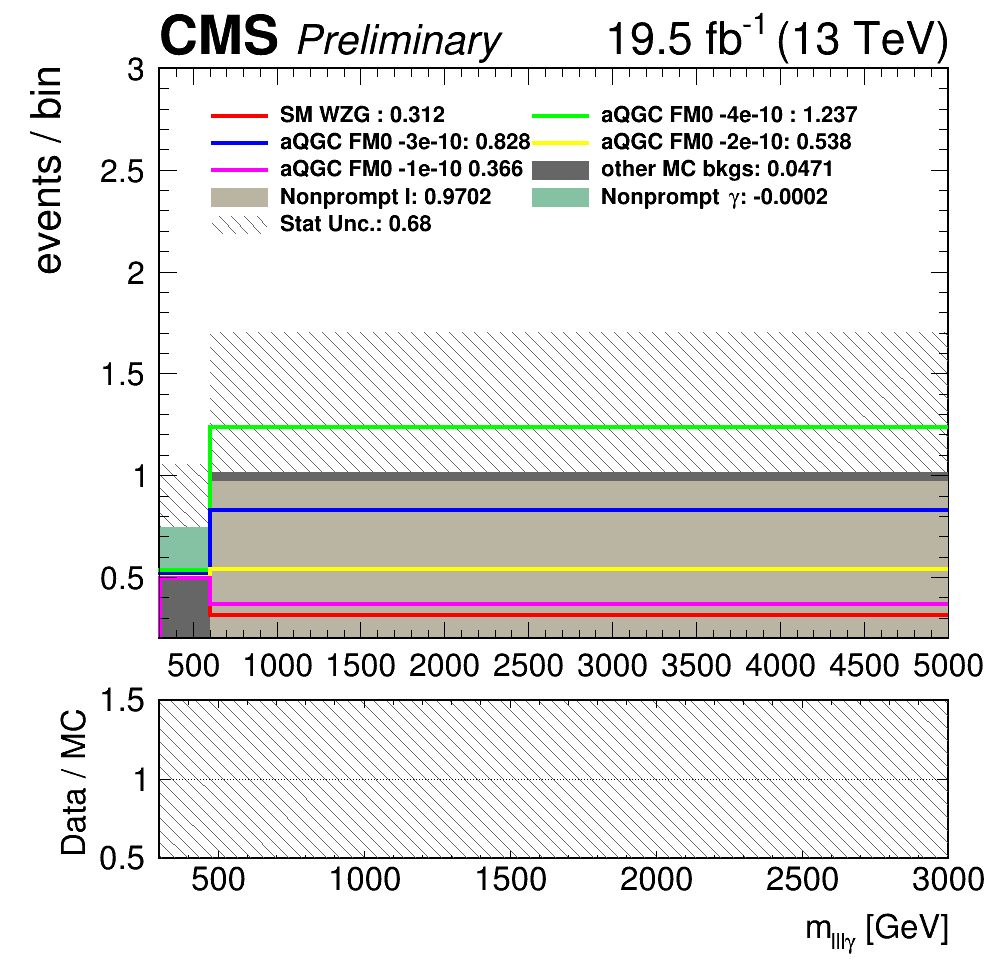 CMS Preliminary 19.5 fb-1 (13 TeV)
events / bin
3
2.5
2
1.5
1
0.5
SM WZG : 0.312
aQGC FM0 -4e-10 : 1.237
aQGC FM0 -3e-10: 0.828
aQGC FM0 -2e-10: 0.538
aQGC FM0 -1e-10 0.366
other MC bkgs: 0.0471
Nonprompt l: 0.9702
Nonprompt γ: -0.0002
Stat Unc.: 0.68
500 1000 1500 2000 2500 3000 3500 4000 4500 5000
Data / MC
1.5
1
0.5
500 1000 1500 2000 2500 3000
mlllγ [GeV]